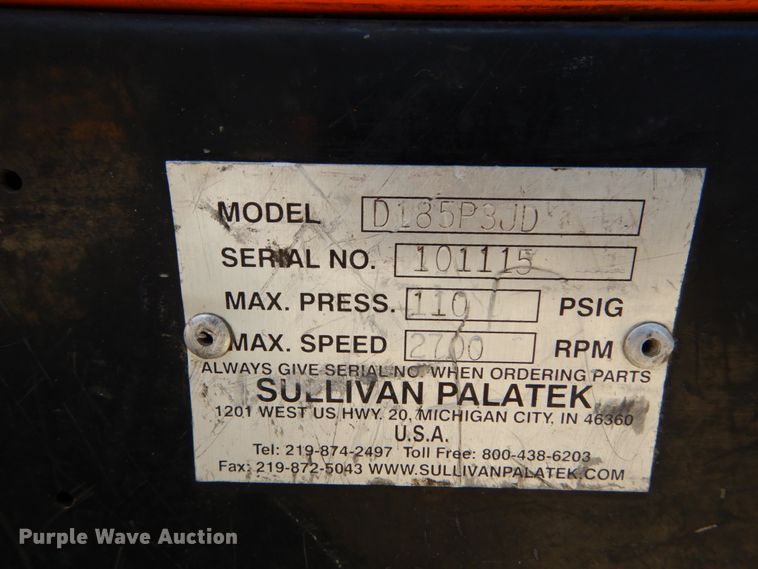 MODEL D185P3JD
SERIAL NO. 101115
MAX. PRESS. 110 PSIG
MAX. SPEED 2700 RPM
ALWAYS GIVE SERIAL NO. WHEN ORDERING PARTS
SULLIVAN PALATEK
1201 WEST US HWY. 20, MICHIGAN CITY, IN 46360
U.S.A.
Tel: 219-874-2497 Toll Free: 800-438-6203
Fax: 219-872-5043 WWW.SULLIVANPALATEK.COM
Purple Wave Auction®